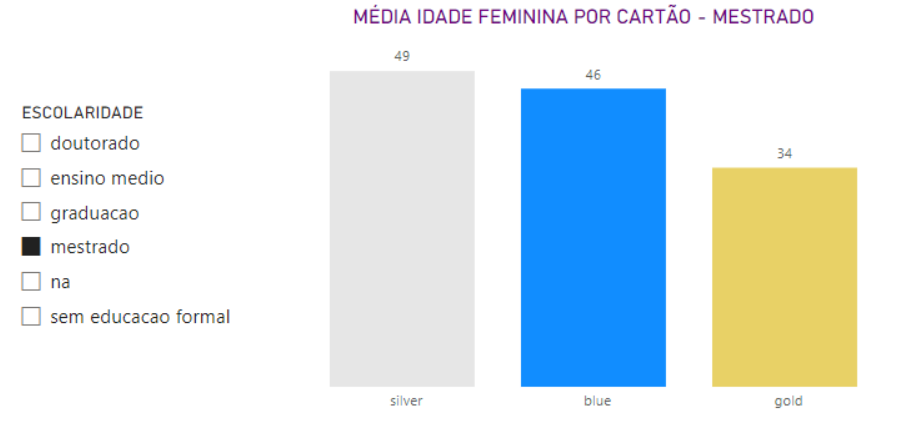 MÉDIA IDADE FEMININA POR CARTÃO - MESTRADO
ESCOLARIDADE
doutorado
ensino medio
graduacao
mestrado
na
sem educacao formal
49
46
34
silver
blue
gold